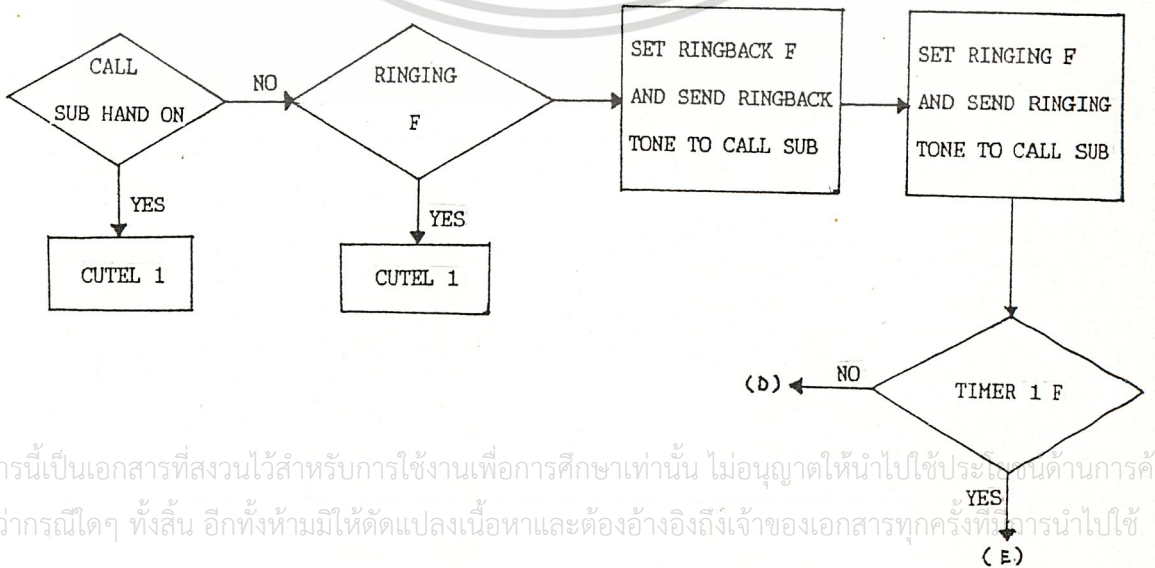 CALL
SUB HAND ON
NO
YES
CUTEL 1
RINGING
F
YES
CUTEL 1
SET RINGBACK F
AND SEND RINGBACK
TONE TO CALL SUB
SET RINGING F
AND SEND RINGING
TONE TO CALL SUB
TIMER 1 F
NO
(D)
YES
(E)
ารนี้เป็นเอกสารที่สงวนไว้สำหรับการใช้งานเพื่อการศึกษาเท่านั้น ไม่อนุญาตให้นำไปใช้ประโยชน์ด้านการค้
ว่ากรณีใดๆ ทั้งสิ้น อีกทั้งห้ามมิให้ดัดแปลงเนื้อหาและต้องอ้างอิงถึงเจ้าของเอกสารทุกครั้งที่มีการนำไปใช้